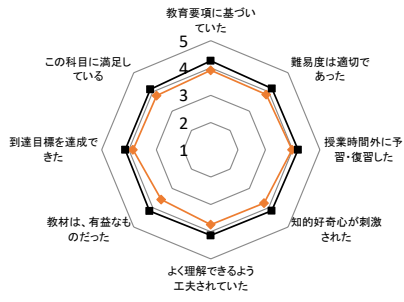 教育要項に基づい
ていた
難易度は適切で
あった
授業時間外に予
習・復習した
知的好奇心が刺激
された
よく理解できるよう
工夫されていた
教材は、有益なも
のだった
到達目標を達成で
きた
この科目に満足し
ている
5
4
3
2
1